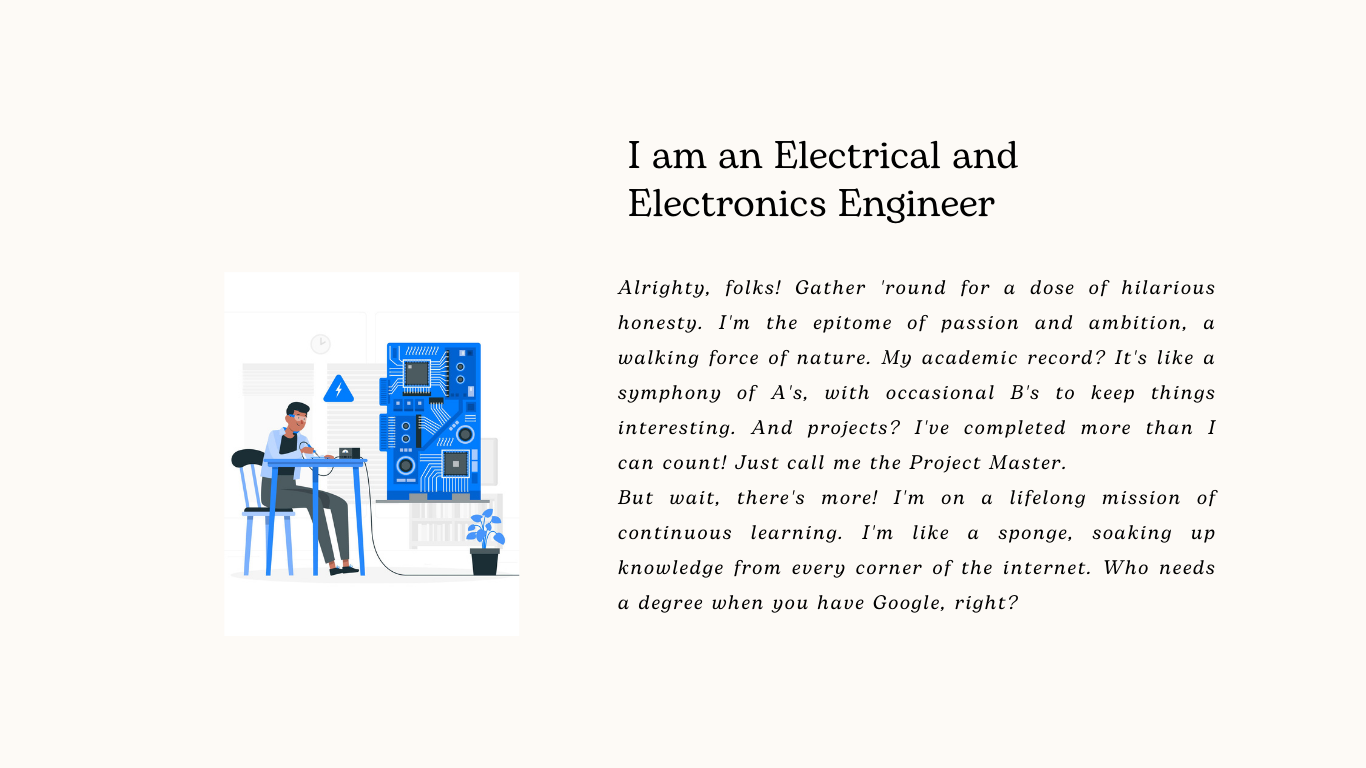 I am an Electrical and
Electronics Engineer
Alrighty, folks! Gather 'round for a dose of hilarious
honesty. I'm the epitome of passion and ambition, a
walking force of nature. My academic record? It's like a
symphony of A's, with occasional B's to keep things
interesting. And projects? I've completed more than I
can count! Just call me the Project Master.
But wait, there's more! I'm on a lifelong mission of
continuous learning. I'm like a sponge, soaking up
knowledge from every corner of the internet. Who needs
a degree when you have Google, right?